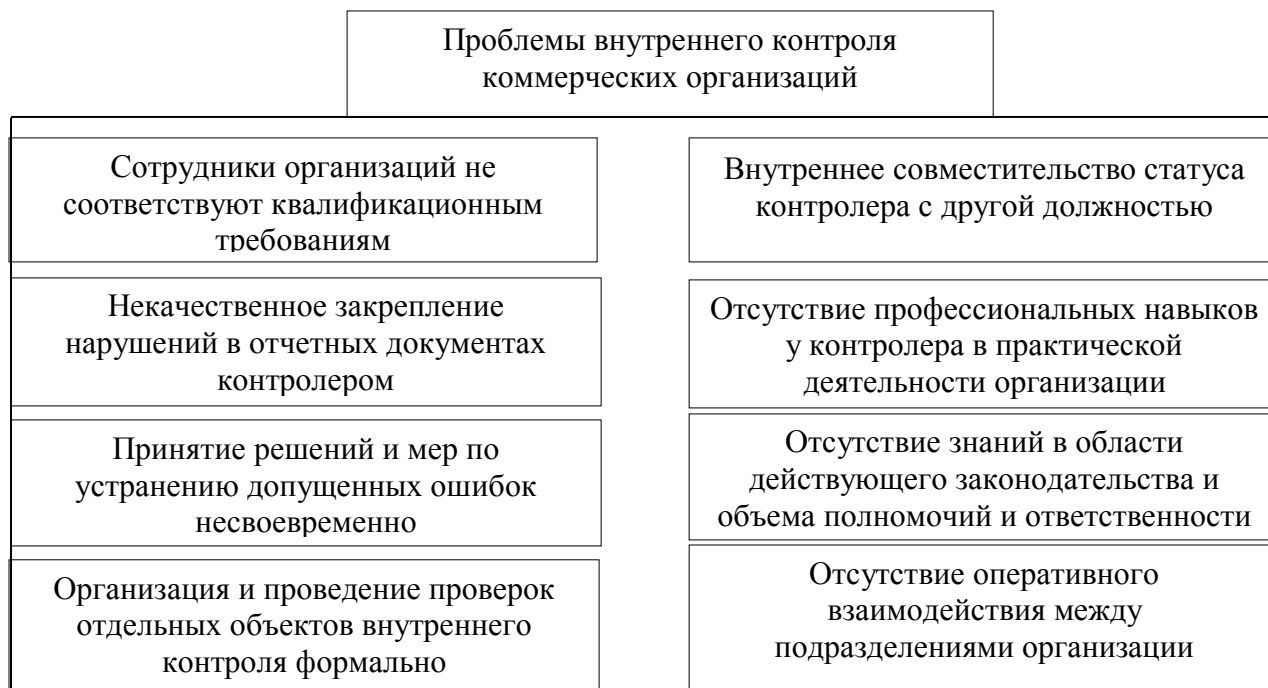 Проблемы внутреннего контроля
коммерческих организаций
Сотрудники организаций не
соответствуют квалификационным
требованиям
Внутреннее совместительство статуса
контролера с другой должностью
Некачественное закрепление
нарушений в отчетных документах
контролером
Отсутствие профессиональных навыков
у контролера в практической
деятельности организации
Принятие решений и мер по
устранению допущенных ошибок
несвоевременно
Отсутствие знаний в области
действующего законодательства и
объема полномочий и ответственности
Организация и проведение проверок
отдельных объектов внутреннего
контроля формально
Отсутствие оперативного
взаимодействия между
подразделениями организации